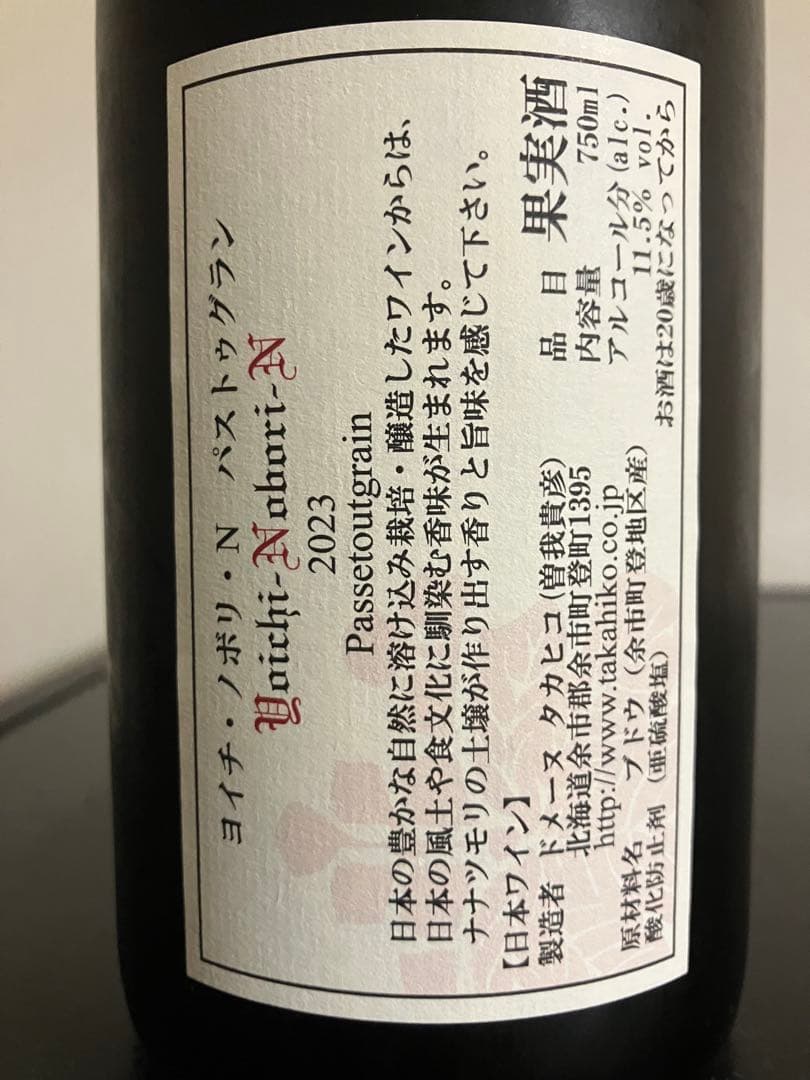 ヨイチ・ノボリ・N パストゥグラン
Yoichi-Nobori-N
2023
Passetoutgrain
日本の豊かな自然に溶け込み栽培・醸造したワインからは、
日本の風土や食文化に馴染む香味が生まれます。
ナナツモリの土壌が作り出す香りと旨味を感じて下さい。
【日本ワイン】
製造者 ドメーヌ タカヒコ(曽我貴彦)
北海道余市郡余市町登町1395
http://www.takahiko.co.jp
原材料名 ブドウ(余市町登地区産)
酸化防止剤(亜硫酸塩)
品目 果実酒
内容量 750ml
アルコール分(alc.)
11.5% vol.
お酒は20歳になってから